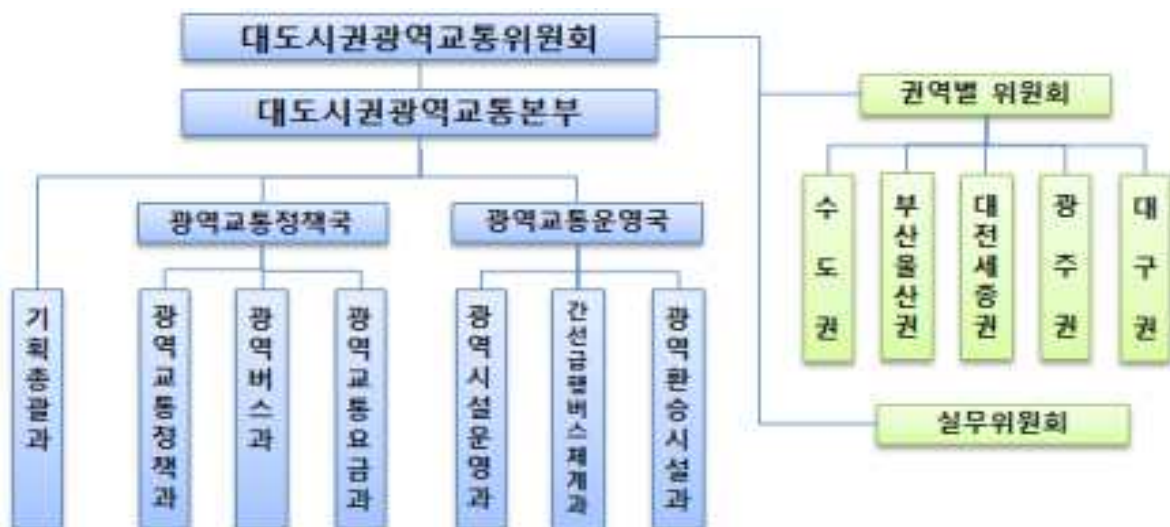 대도시권광역교통위원회
권역별 위원회
대도시권광역교통본부
수도권
부산울산권
대전세종권
광주권
대구권
광역교통정책국
광역교통운영국
기획총괄과
광역교통정책과
광역버스과
광역교통요금과
광역시설운영과
간선급행버스체계과
광역환승시설과
실무위원회